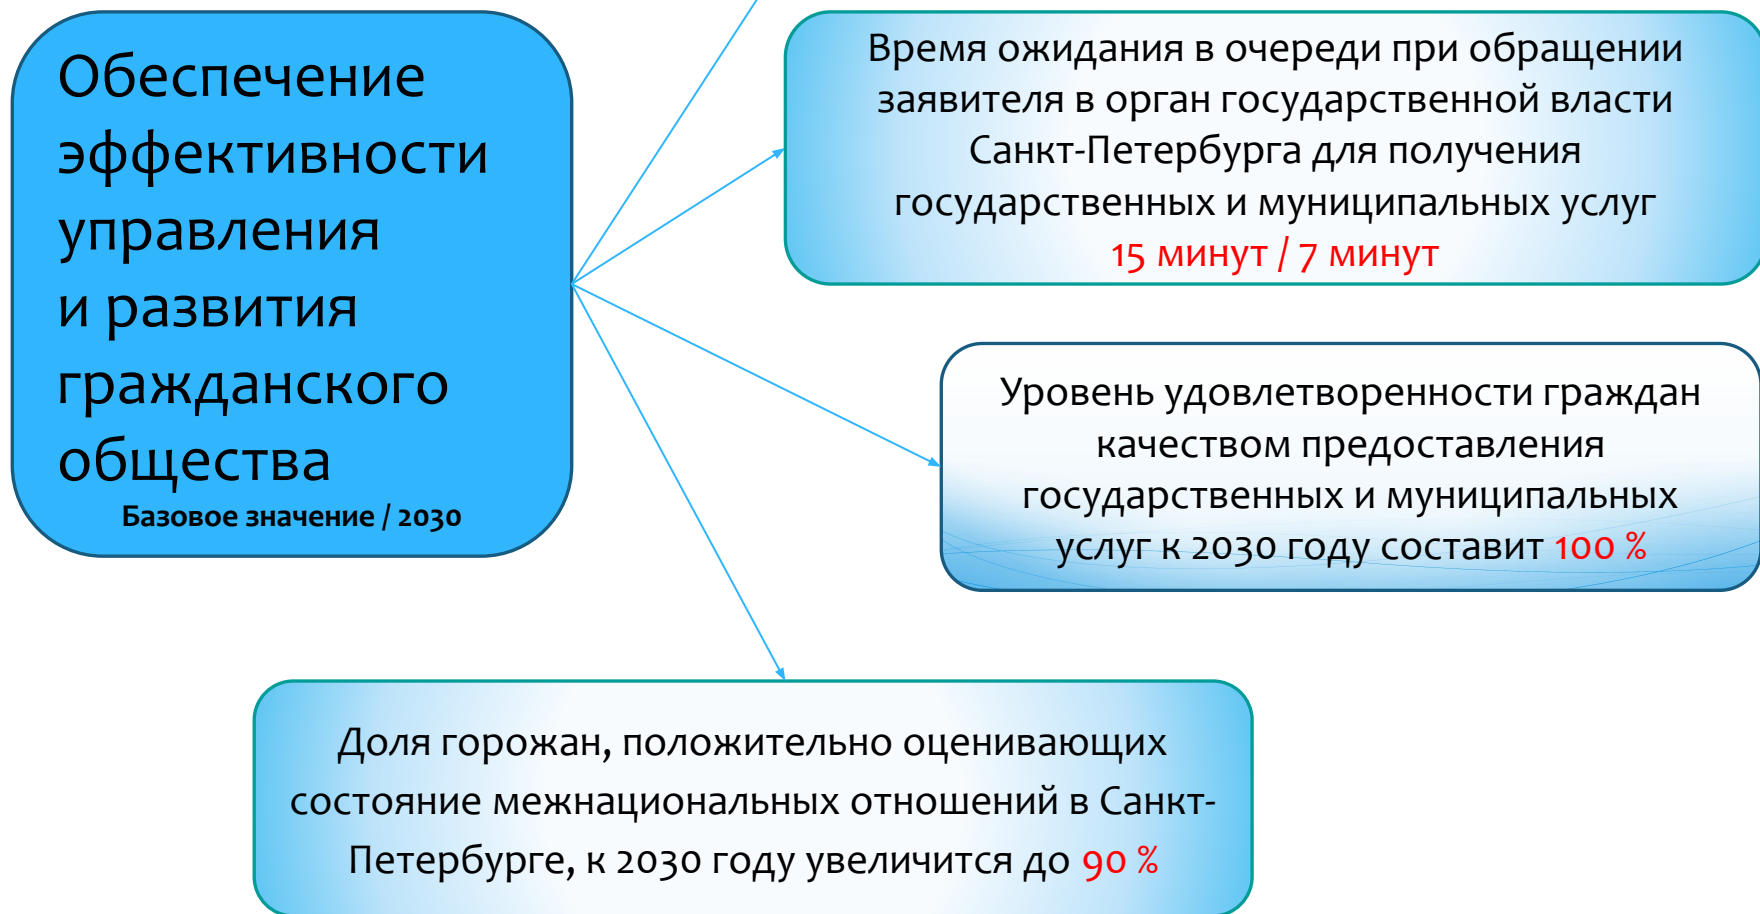 Обеспечение
эффективности
управления
и развития
гражданского
общества
Базовое значение / 2030
Время ожидания в очереди при обращении
заявителя в орган государственной власти
Санкт-Петербурга для получения
государственных и муниципальных услуг
15 минут / 7 минут
Уровень удовлетворенности граждан
качеством предоставления
государственных и муниципальных
услуг к 2030 году составит 100 %
Доля горожан, положительно оценивающих
состояние межнациональных отношений в Санкт-
Петербурге, к 2030 году увеличится до 90 %